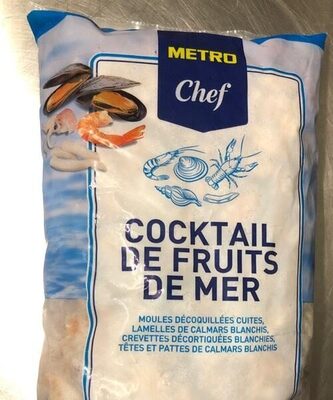 METRO
Chef
COCKTAIL
DE FRUITS
DE MER
MOULES DÉCOQUILLÉES CUITES,
LAMELLES DE CALMARS BLANCHIS,
CREVETTES DÉCORTIQUÉES BLANCHIES,
TÊTES ET PATTES DE CALMARS BLANCHIS